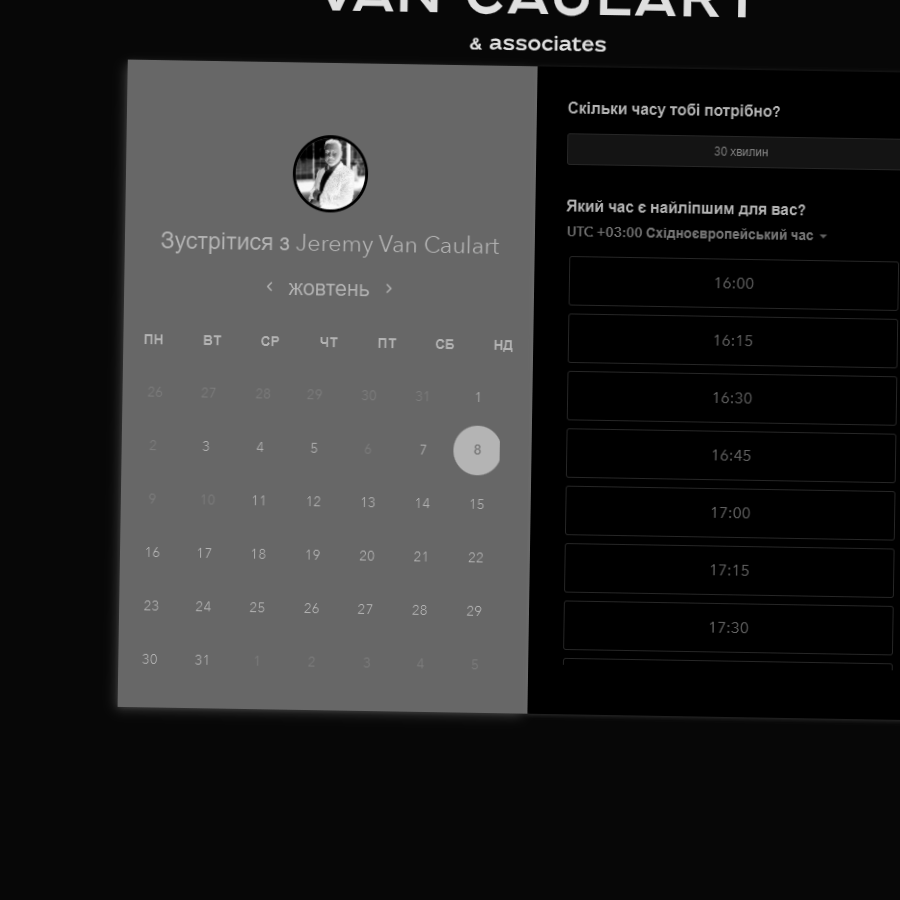 VAN CAULART
& associates
Зустрітися з Jeremy Van Caulart
жовтень
ПН ВТ СР ЧТ ПТ СБ НД
26 27 28 29 30 31 1
2 3 4 5 6 7 8
9 10 11 12 13 14 15
16 17 18 19 20 21 22
23 24 25 26 27 28 29
30 31 1 2 3 4 5
Скільки часу тобі потрібно?
30 хвилин
Який час є найліпшим для вас?
UTC +03:00 Східноєвропейський час
16:00
16:15
16:30
16:45
17:00
17:15
17:30